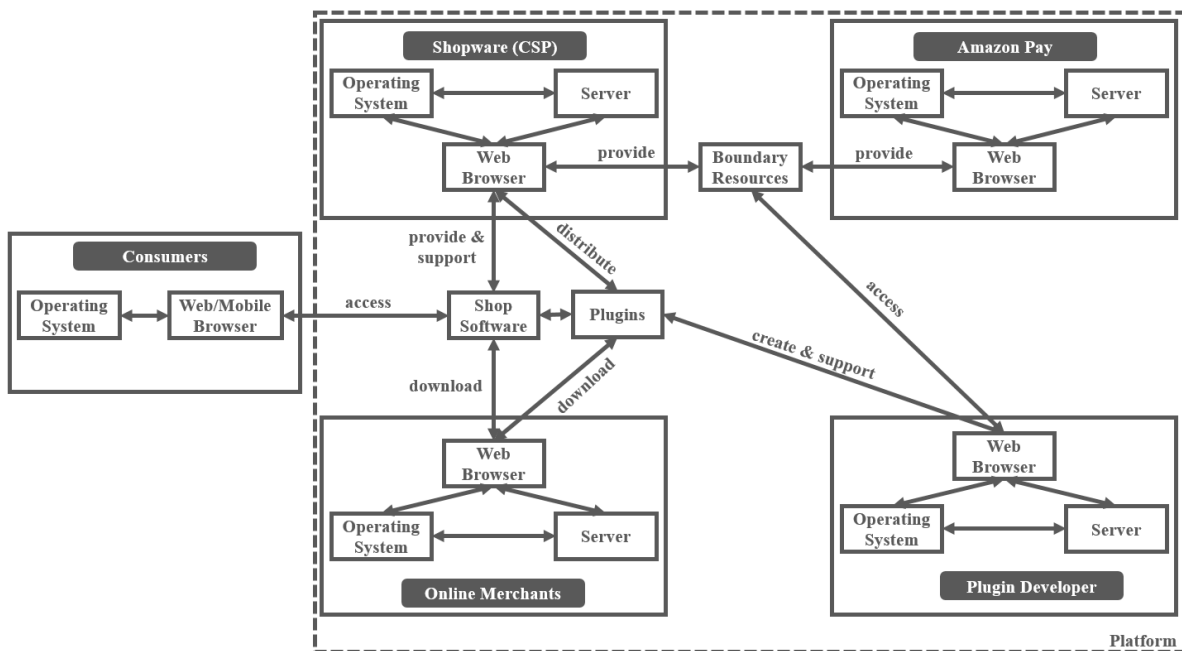 Shopware (CSP)
Operating
System
Server
Web
Browser
provide
Boundary
Resources
provide
Amazon Pay
Operating
System
Server
Web
Browser
provide &
support
distribute
Consumers
Operating
System
Web/Mobile
Browser
access
Shop
Software
Plugins
access
create & support
download
download
Web
Browser
Operating
System
Server
Online Merchants
Web
Browser
Operating
System
Server
Plugin Developer
Platform